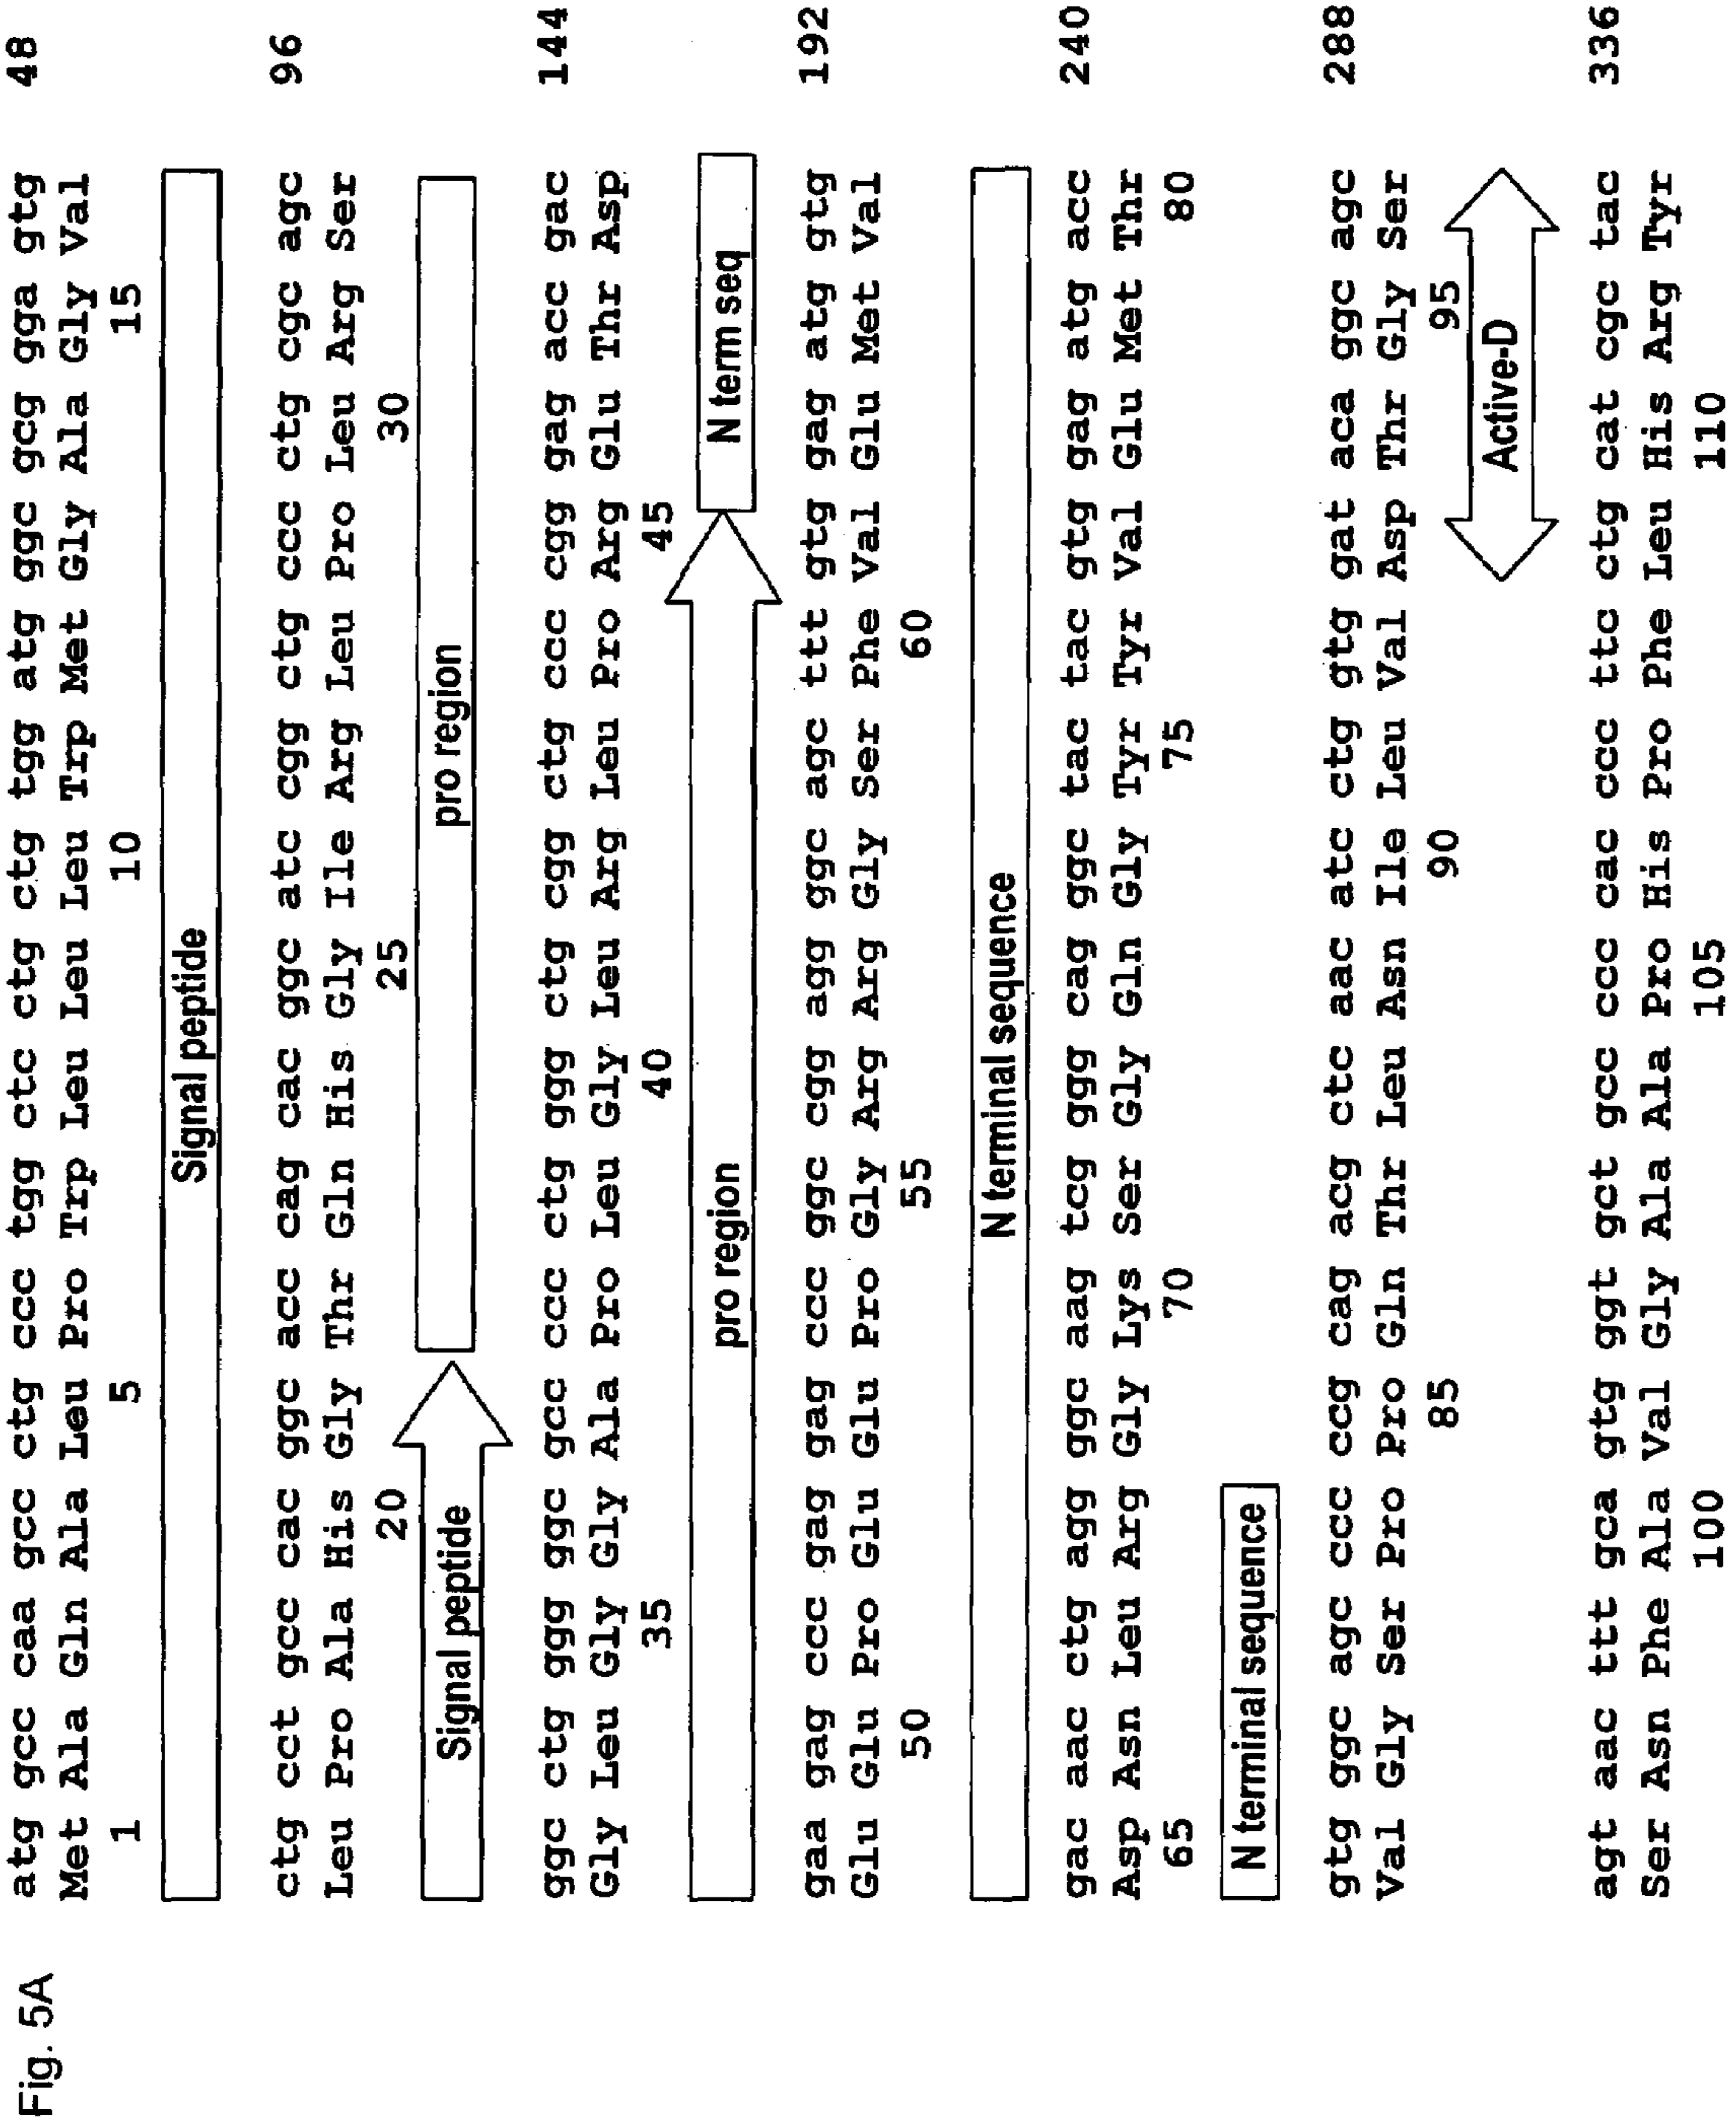 Fig. 5A
atg gcc caa gcc ctg ccc tgg ctc ctg ctg tgg atg ggc gcg gga gtg 48
Met Ala Gln Ala Leu Pro Trp Leu Leu Leu Trp Met Gly Ala Gly Val
1 5 10 15
Signal peptide
ctg cct gcc cac ggc acc cag cac ggc atc cgg ctg ccc ctg cgc agc 96
Leu Pro Ala His Gly Thr Gln His Gly Ile Arg Leu Pro Leu Arg Ser
20 25 30
Signal peptide pro region
ggc ctg ggg ggc gcc ccc ctg ggg ctg cgg ctg ccc cgg gag acc gac 144
Gly Leu Gly Gly Ala Pro Leu Gly Leu Arg Leu Pro Arg Glu Thr Asp
35 40 45
pro region N term seq
gaa gag ccc gag gag ccc ggc cgg agg ggc agc ttt gtg gag atg gtg 192
Glu Glu Pro Glu Glu Pro Gly Arg Arg Gly Ser Phe Val Glu Met Val
50 55 60
N terminal sequence
gac aac ctg agg ggc aag tcg ggg cag ggc tac tac gtg gag atg acc 240
Asp Asn Leu Arg Gly Lys Ser Gly Gln Gly Tyr Tyr Val Glu Met Thr
65 70 75 80
N terminal sequence
gtg ggc agc ccc ccg cag acg ctc aac atc ctg gtg gat aca ggc agc 288
Val Gly Ser Pro Pro Gln Thr Leu Asn Ile Leu Val Asp Thr Gly Ser
85 90 95
Active-D
agt aac ttt gca gtg ggt gct gcc ccc cac ccc ttc ctg cat cgc tac 336
Ser Asn Phe Ala Val Gly Ala Ala Pro His Pro Phe Leu His Arg Tyr
100 105 110